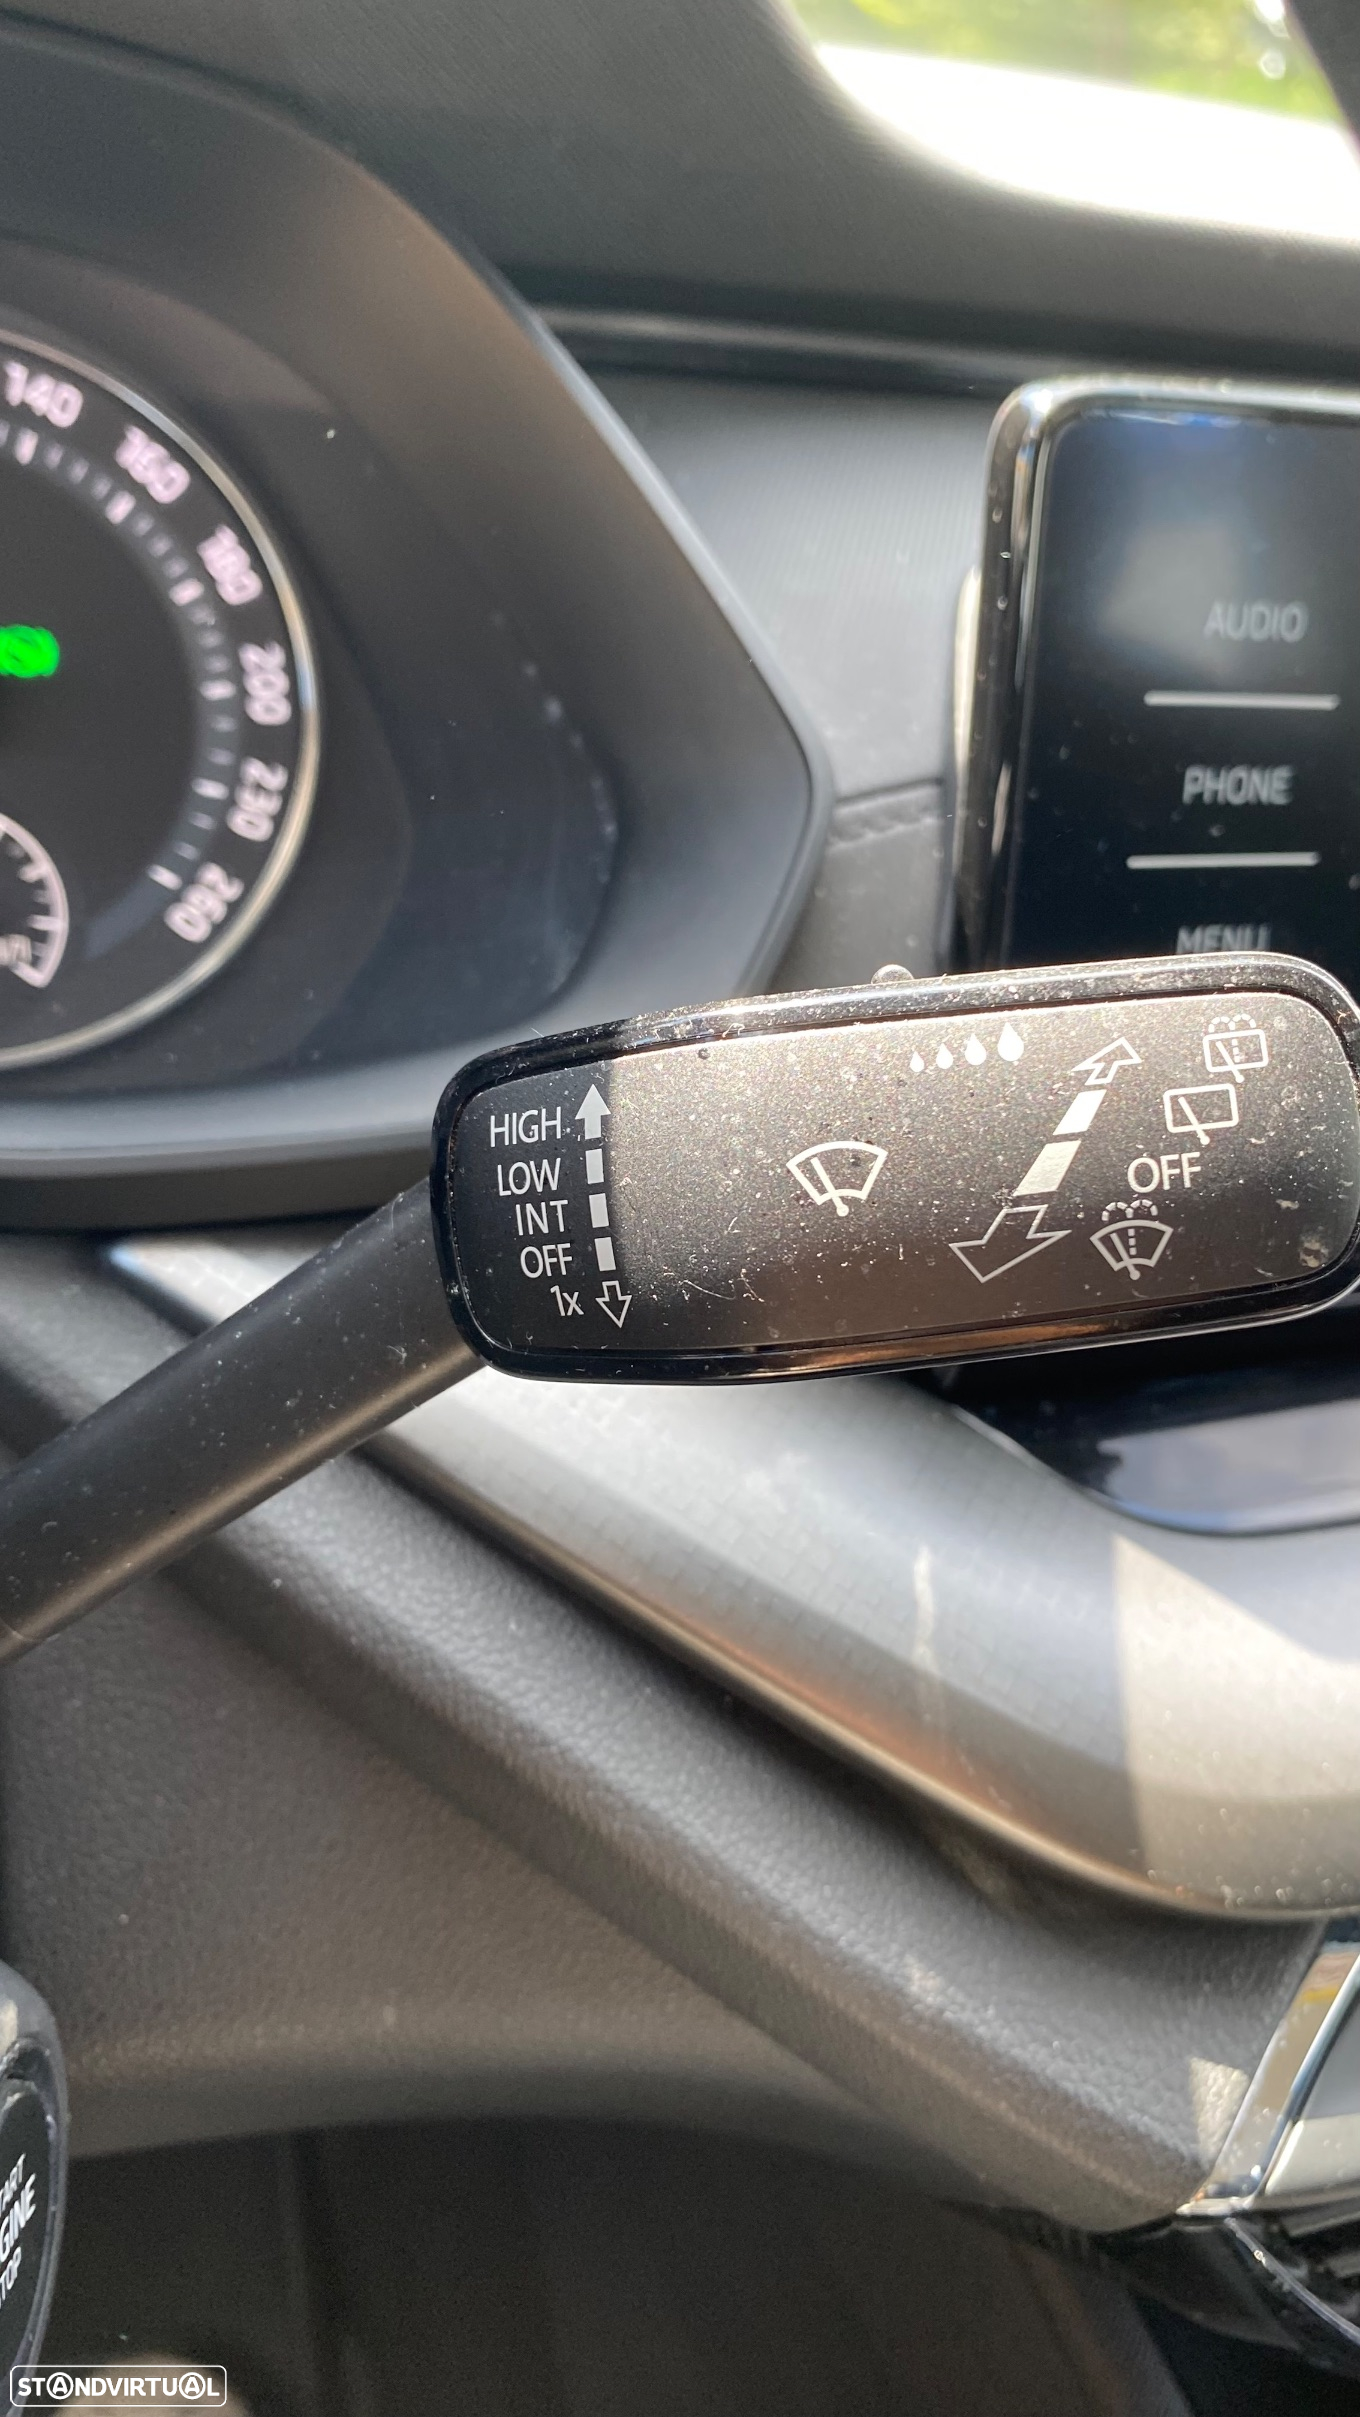 140
160
180
200
230
260
AUDIO
PHONE
MENU
HIGH
LOW
INT
OFF
1x
OFF
STANDVIRTUAL